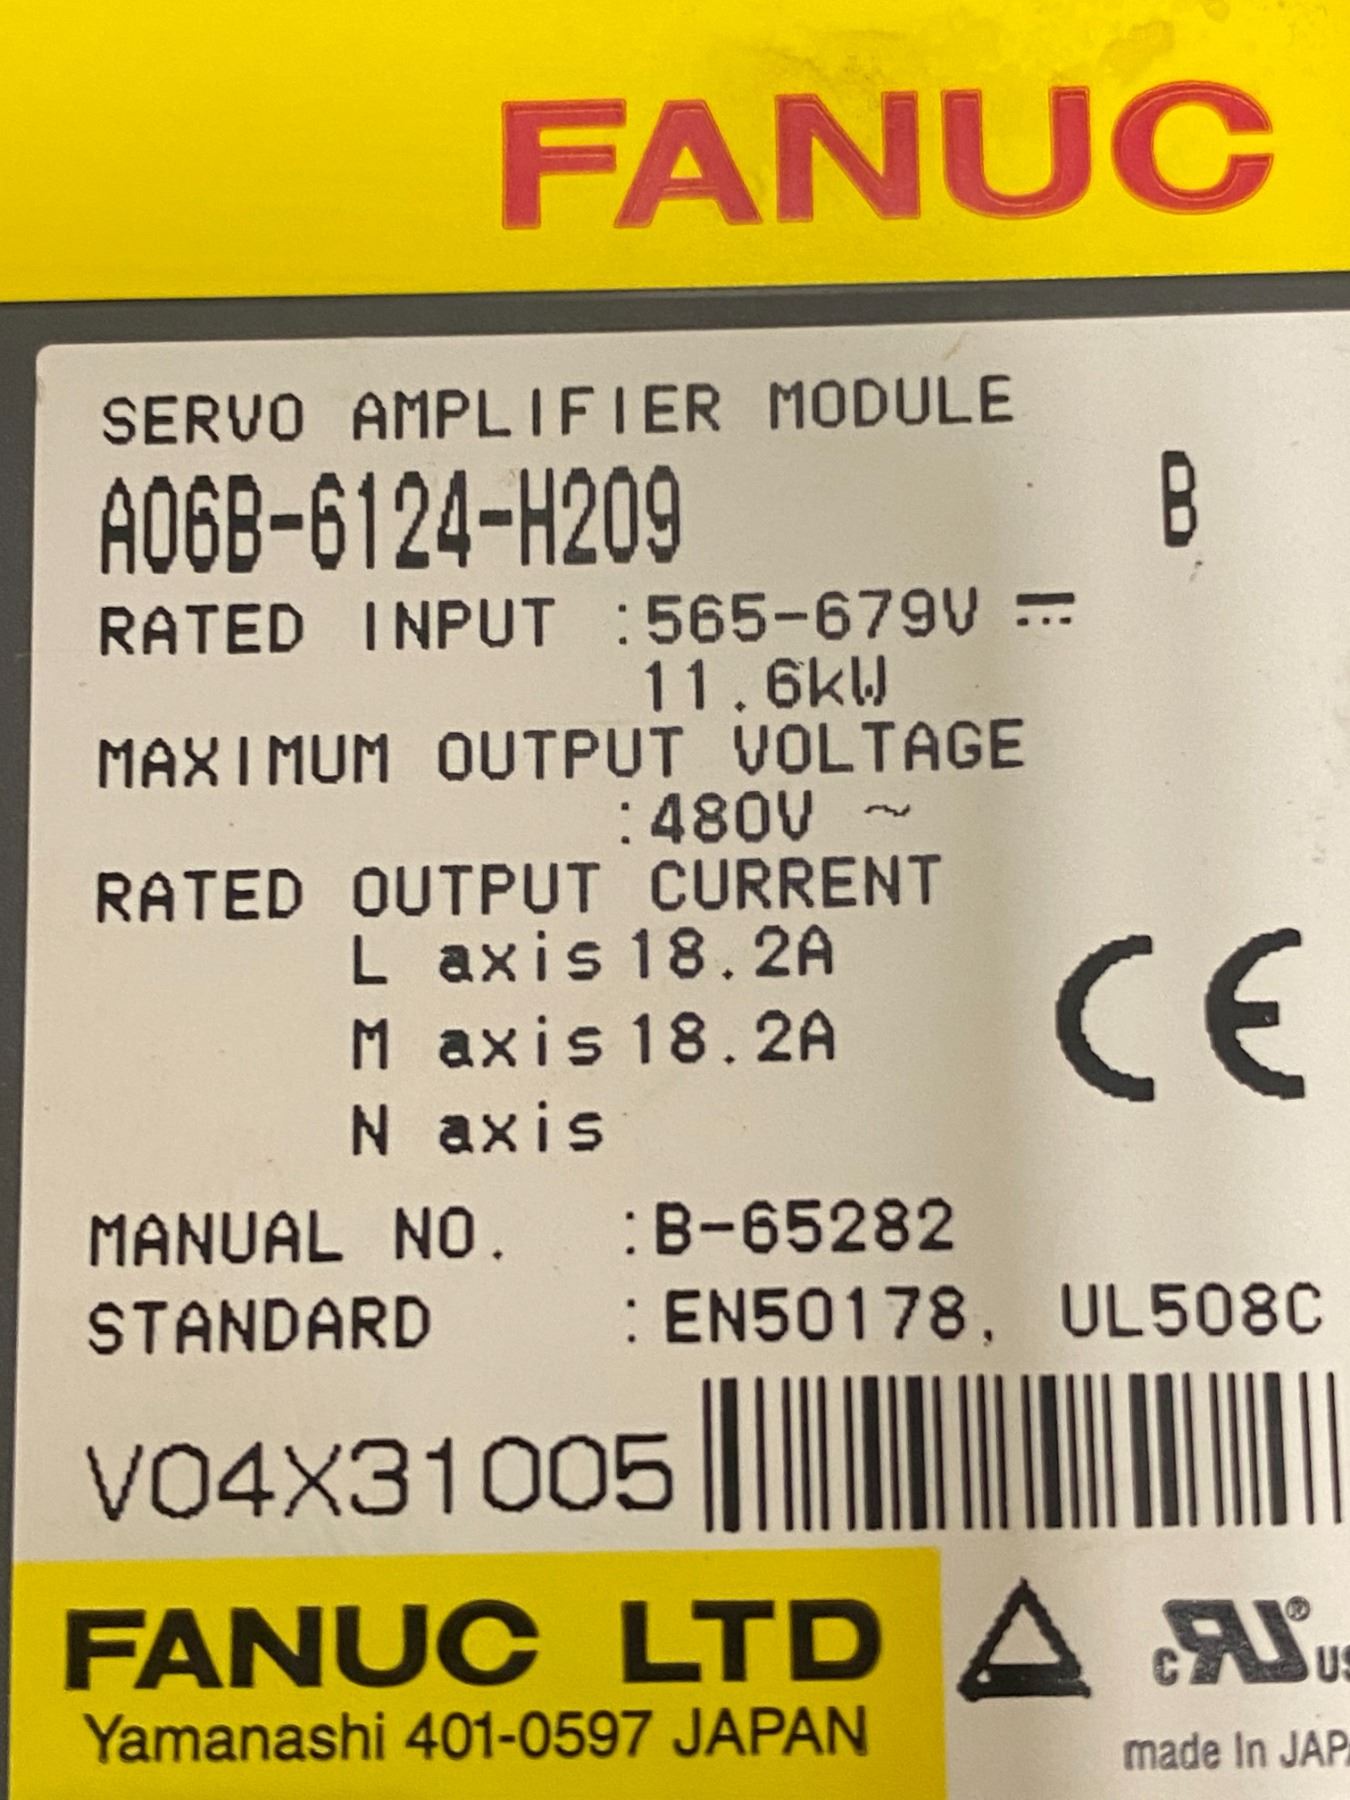 FANUC
SERVO AMPLIFIER MODULE
A06B-6124-H209 B
RATED INPUT :565-679V ⎓
11.6kW
MAXIMUM OUTPUT VOLTAGE
:480V ~
RATED OUTPUT CURRENT
L axis 18.2A
M axis 18.2A
N axis
CE
MANUAL NO. :B-65282
STANDARD :EN50178, UL508C
V04X31005
FANUC LTD
Yamanashi 401-0597 JAPAN
c RU ® US
made In JAPA